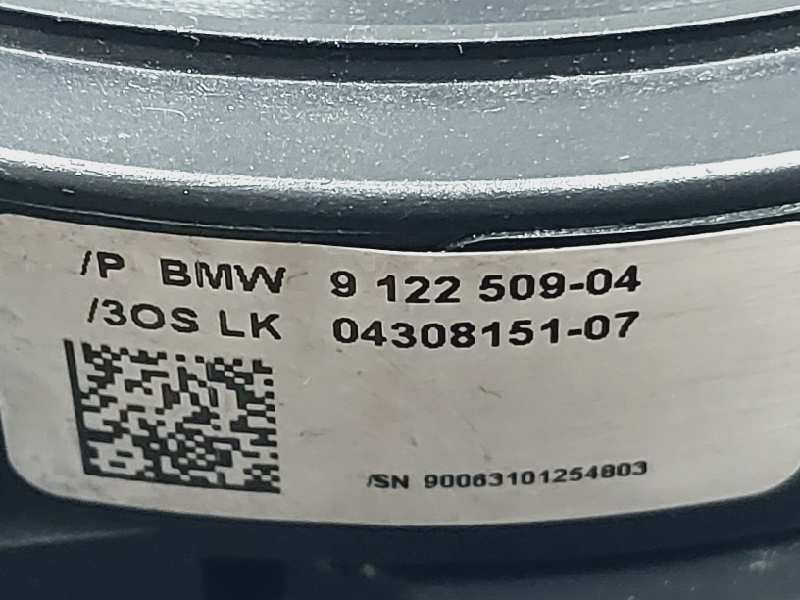 /P BMW 9 122 509-04
/3OS LK 04308151-07
/SN 90063101254803